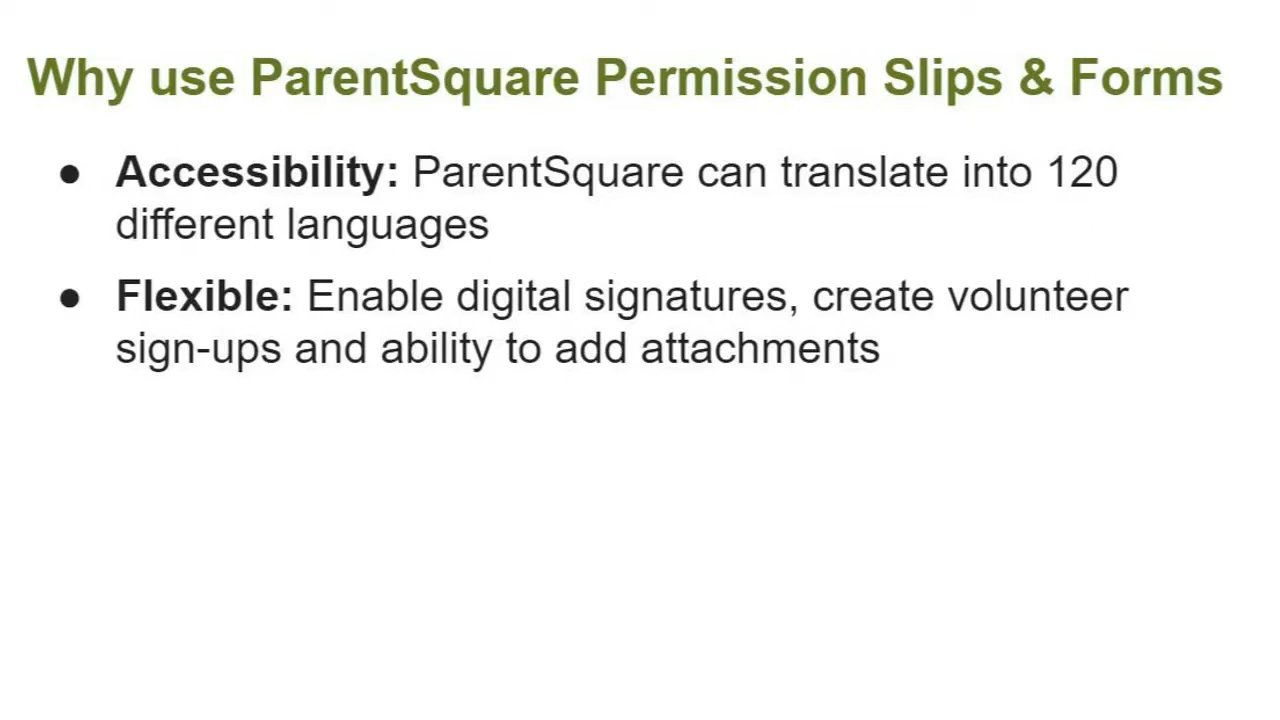 Why use ParentSquare Permission Slips & Forms
● Accessibility: ParentSquare can translate into 120
different languages
● Flexible: Enable digital signatures, create volunteer
sign-ups and ability to add attachments